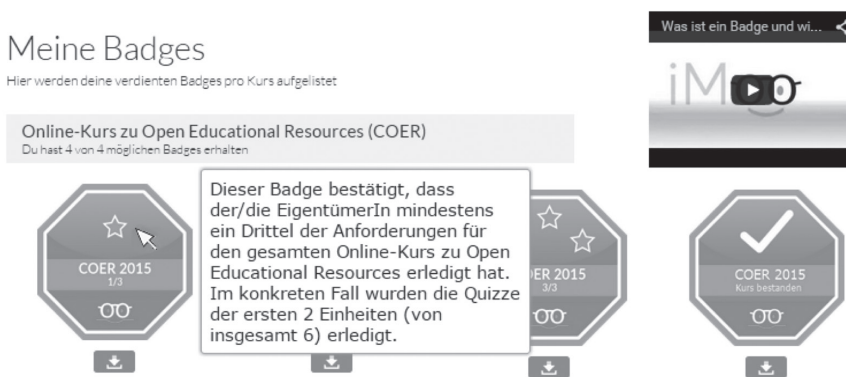 Meine Badges
Hier werden deine verdienten Badges pro Kurs aufgelistet
Was ist ein Badge und wi...
iM
Online-Kurs zu Open Educational Resources (COER)
Du hast 4 von 4 möglichen Badges erhalten
COER 2015
1/3
Dieser Badge bestätigt, dass
der/die EigentümerIn mindestens
ein Drittel der Anforderungen für
den gesamten Online-Kurs zu Open
Educational Resources erledigt hat.
Im konkreten Fall wurden die Quizze
der ersten 2 Einheiten (von
insgesamt 6) erledigt.
ER 2015
3/3
COER 2015
Kurs bestanden